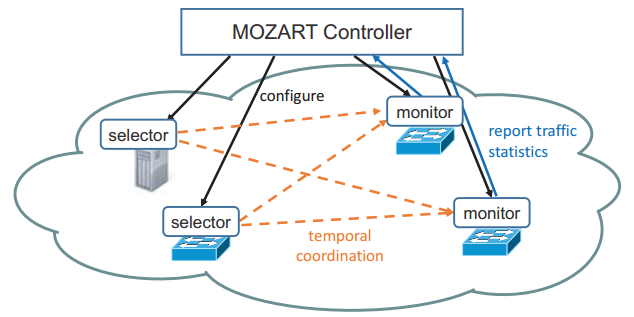 MOZART Controller
configure
monitor
selector
report traffic
statistics
selector
monitor
temporal
coordination